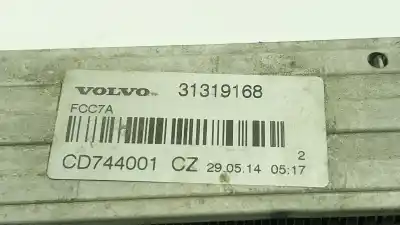 VOLVO 31319168
FCC7A
2
CD744001 CZ 29.05.14 05:17